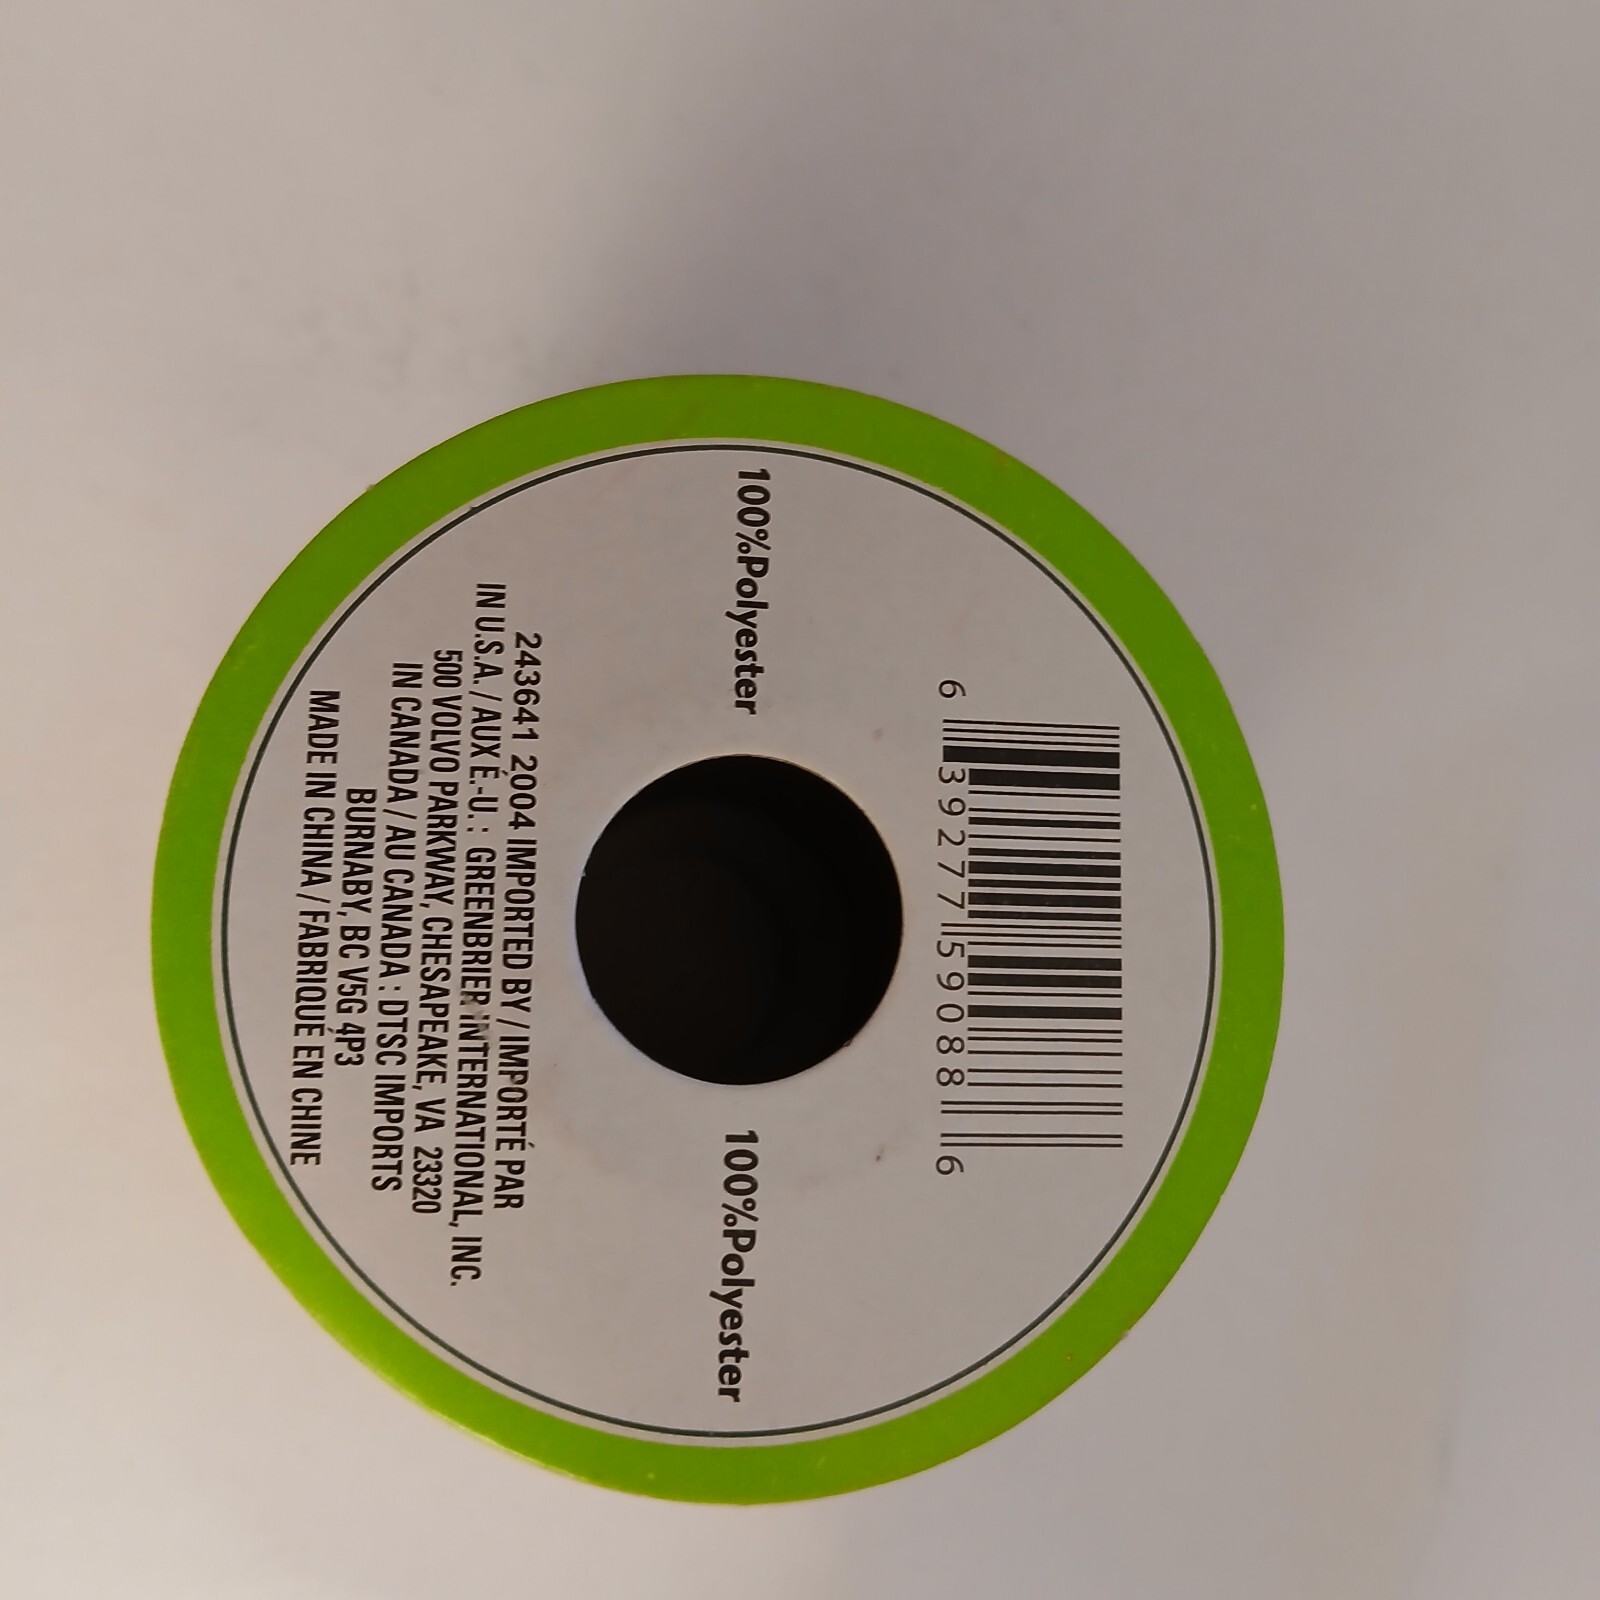 6 39277 59088 6
100%Polyester
100%Polyester
243641 2004 IMPORTED BY / IMPORTÉ PAR
IN U.S.A. / AUX É.-U. : GREENBRIER INTERNATIONAL, INC.
500 VOLVO PARKWAY, CHESAPEAKE, VA 23320
IN CANADA / AU CANADA : DTSC IMPORTS
BURNABY, BC V5G 4P3
MADE IN CHINA / FABRIQUÉ EN CHINE